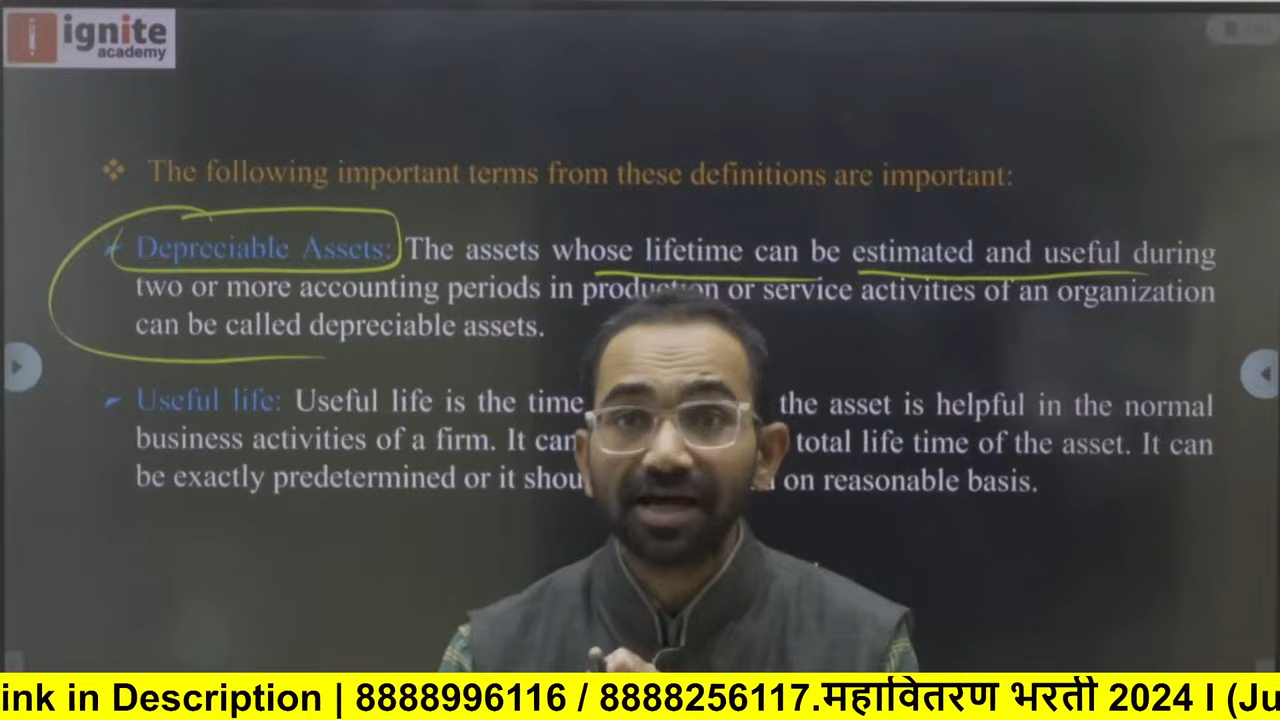 ignite
academy
❖ The following important terms from these definitions are important:
Depreciable Assets: The assets whose lifetime can be estimated and useful during
two or more accounting periods in production or service activities of an organization
can be called depreciable assets.
Useful life: Useful life is the time the asset is helpful in the normal
business activities of a firm. It can total life time of the asset. It can
be exactly predetermined or it on reasonable basis.
ink in Description | 8888996116 / 8888256117.महावितरण भरती 2024 I (Ju